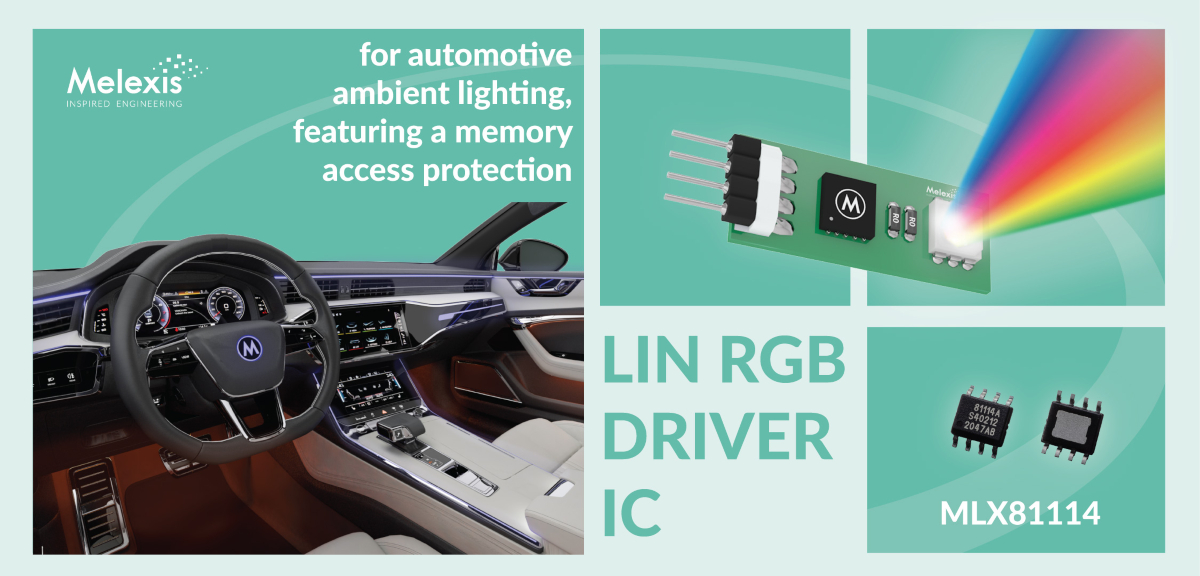 Melexis
INSPIRED ENGINEERING
for automotive
ambient lighting,
featuring a memory
access protection
M
M
Melexis
R0
R0
LIN RGB
DRIVER
IC
81114A
S40212
2047AB
MLX81114